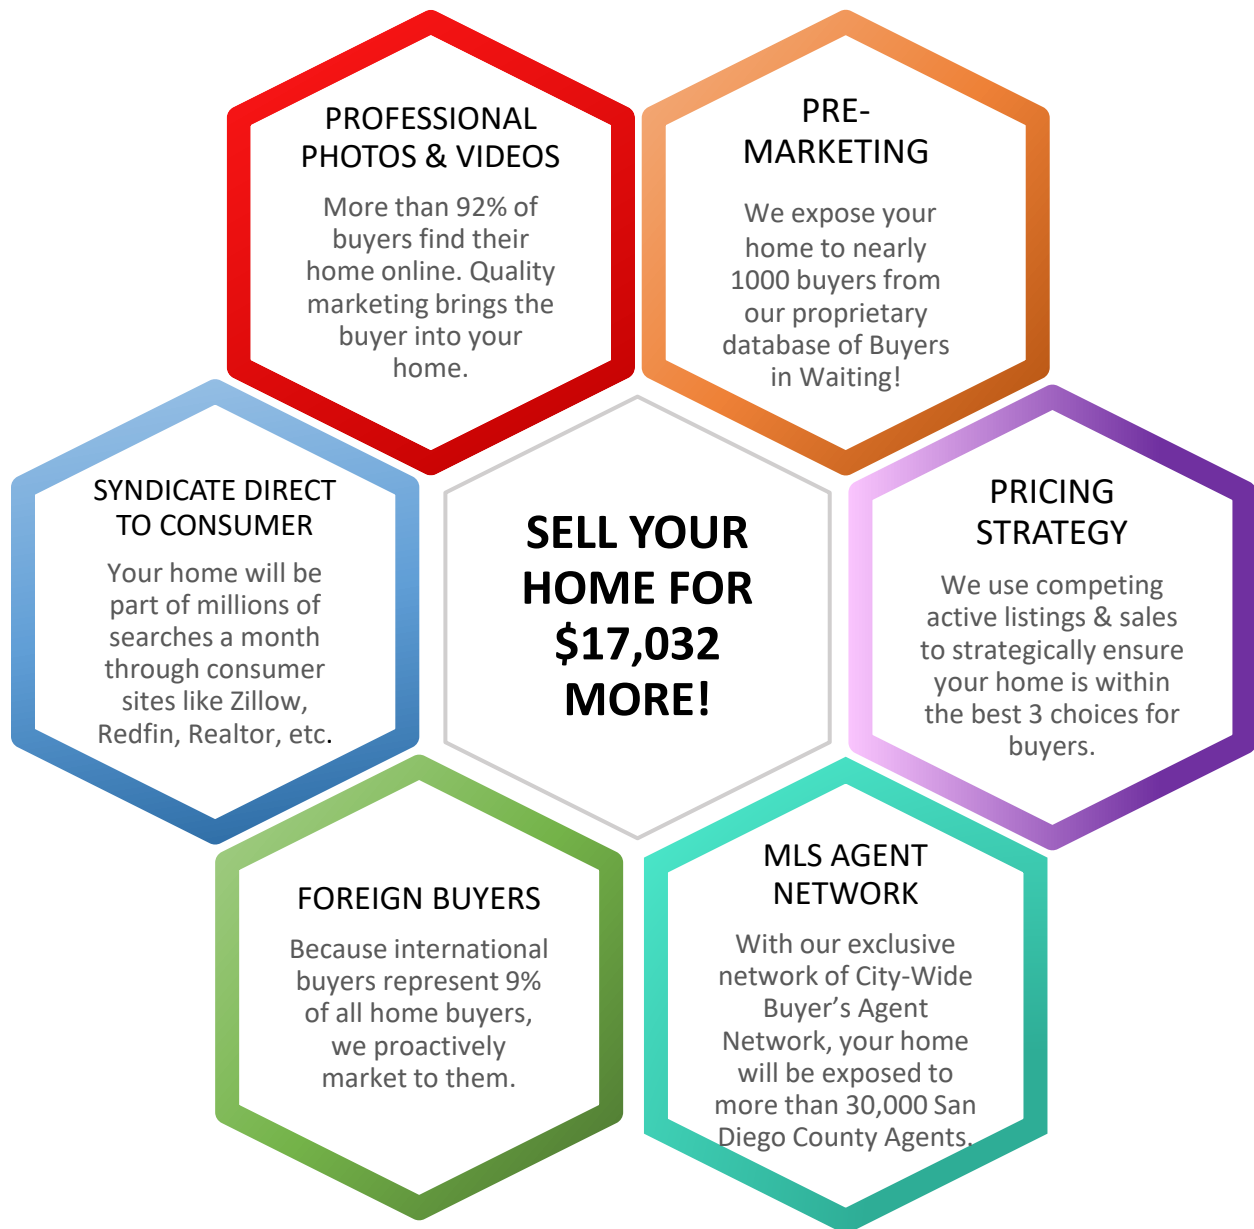 PROFESSIONAL
PHOTOS & VIDEOS
More than 92% of
buyers find their
home online. Quality
marketing brings the
buyer into your
home.
PRE-
MARKETING
We expose your
home to nearly
1000 buyers from
our proprietary
database of Buyers
in Waiting!
SYNDICATE DIRECT
TO CONSUMER
Your home will be
part of millions of
searches a month
through consumer
sites like Zillow,
Redfin, Realtor, etc.
SELL YOUR
HOME FOR
$17,032
MORE!
PRICING
STRATEGY
We use competing
active listings & sales
to strategically ensure
your home is within
the best 3 choices for
buyers.
FOREIGN BUYERS
Because international
buyers represent 9%
of all home buyers,
we proactively
market to them.
MLS AGENT
NETWORK
With our exclusive
network of City-Wide
Buyer’s Agent
Network, your home
will be exposed to
more than 30,000 San
Diego County Agents.